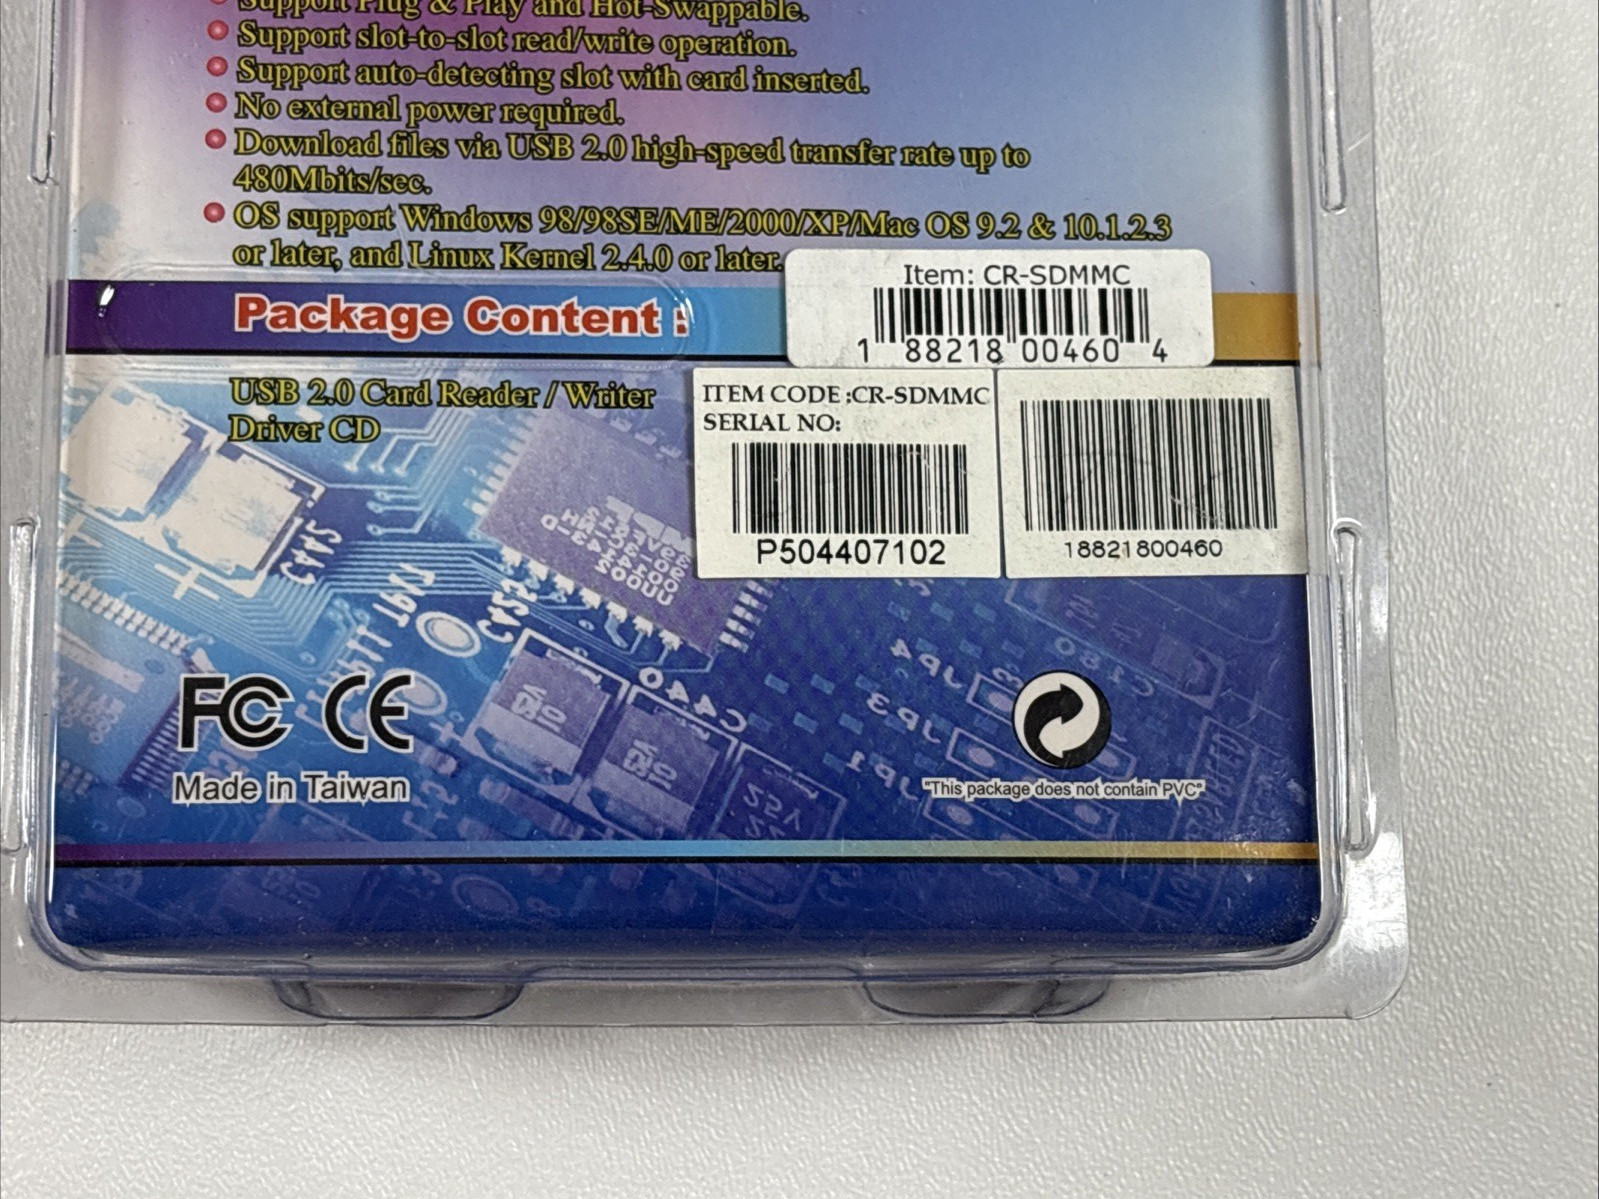 Support Plug & Play and Hot-Swappable.
Support slot-to-slot read/write operation.
Support auto-detecting slot with card inserted.
No external power required.
Download files via USB 2.0 high-speed transfer rate up to
480Mbits/sec.
OS support Windows 98/98SE/ME/2000/XP/Mac OS 9.2 & 10.1.2.3
or later, and Linux Kernel 2.4.0 or later.
Package Content :
USB 2.0 Card Reader / Writer
Driver CD
Item: CR-SDMMC
1 88218 00460 4
ITEM CODE :CR-SDMMC
SERIAL NO:
P504407102
18821800460
C440
JP4
JP3
JP1
C180
FC CE
Made in Taiwan
"This package does not contain PVC"